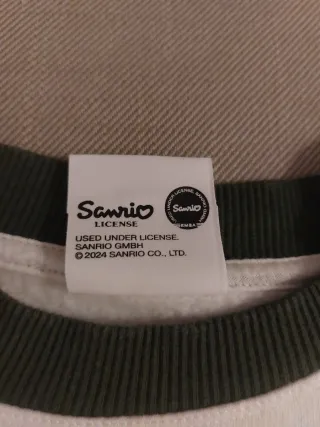 Sanrio
LICENSE
USED UNDER LICENSE.
SANRIO GMBH
© 2024 SANRIO CO., LTD.
Sanrio